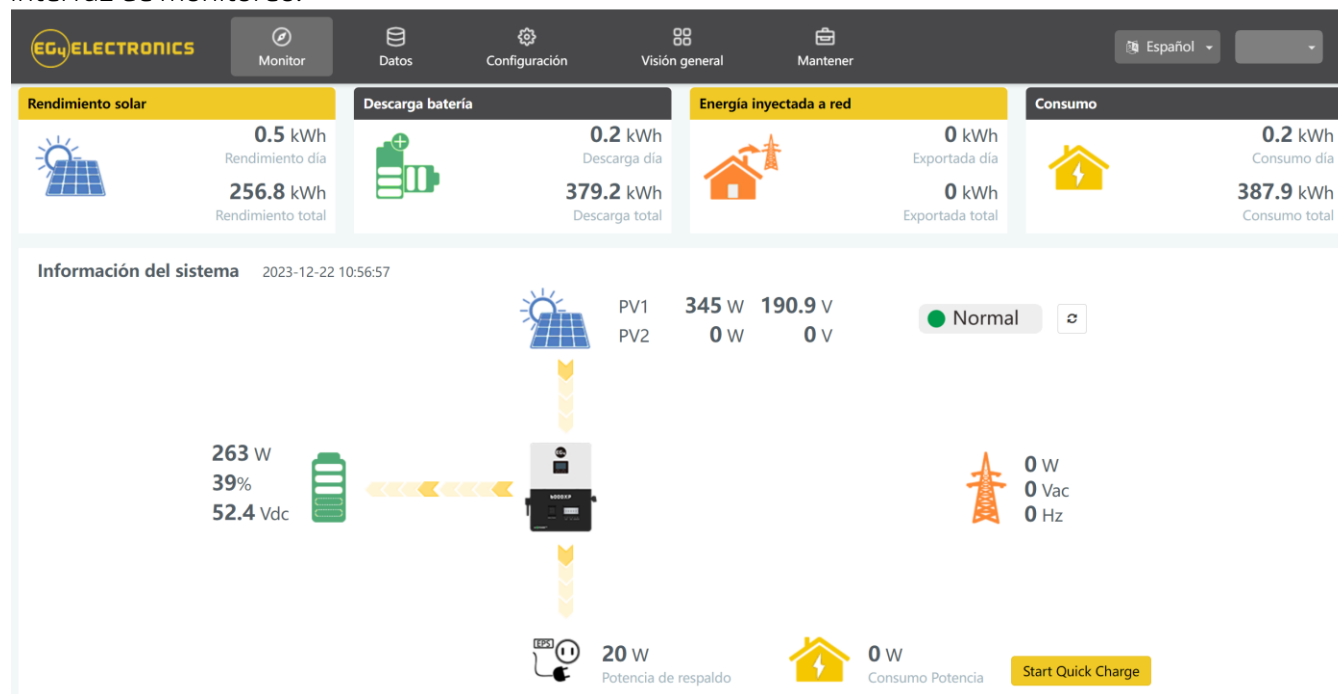 EG4 ELECTRONICS
Monitor
Datos
Configuración
Visión general
Mantener
Español
Rendimiento solar
0.5 kWh
Rendimiento día
256.8 kWh
Rendimiento total
Descarga batería
0.2 kWh
Descarga día
379.2 kWh
Descarga total
Energía inyectada a red
0 kWh
Exportada día
0 kWh
Exportada total
Consumo
0.2 kWh
Consumo día
387.9 kWh
Consumo total
Información del sistema 2023-12-22 10:56:57
PV1 345 W 190.9 V
PV2 0 W 0 V
Normal
263 W
39%
52.4 Vdc
6000XP
0 W
0 Vac
0 Hz
EPS
20 W
Potencia de respaldo
0 W
Consumo Potencia
Start Quick Charge